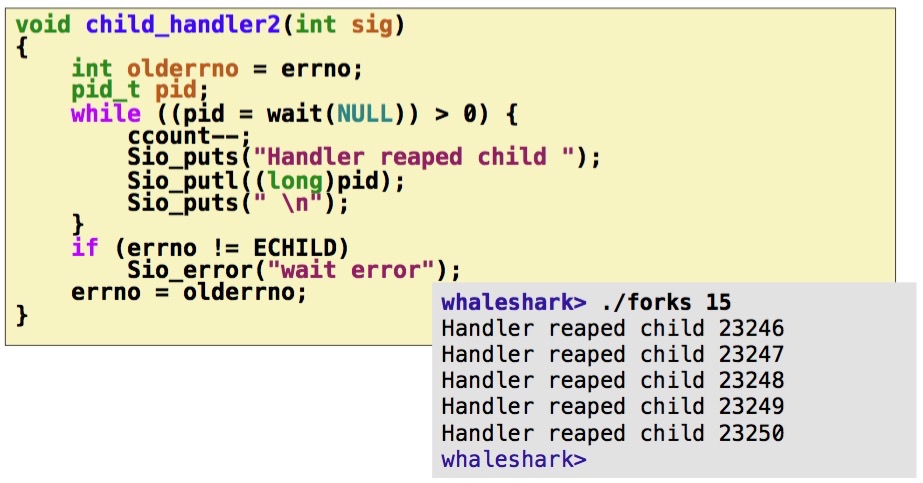 void child_handler2(int sig)
{
    int olderrno = errno;
    pid_t pid;
    while ((pid = wait(NULL)) > 0) {
        ccount--;
        Sio_puts("Handler reaped child ");
        Sio_putl((long)pid);
        Sio_puts(" \n");
    }
    if (errno != ECHILD)
        Sio_error("wait error");
    errno = olderrno;
}
whaleshark> ./forks 15
Handler reaped child 23246
Handler reaped child 23247
Handler reaped child 23248
Handler reaped child 23249
Handler reaped child 23250
whaleshark>